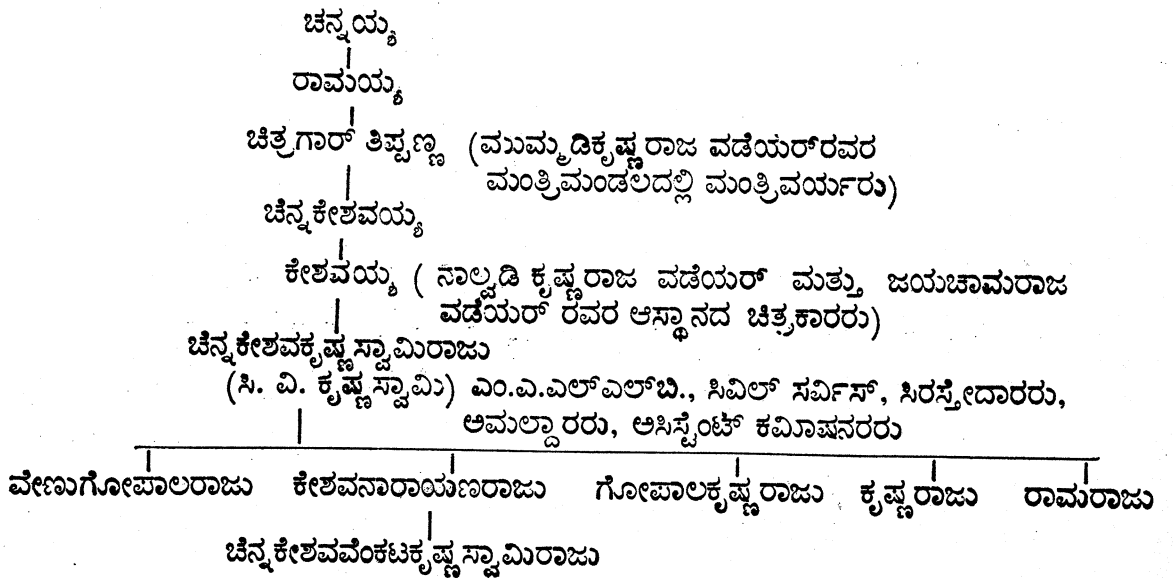 ಚನ್ನಯ್ಯ
ರಾಮಯ್ಯ
ಚಿತ್ರಗಾರ್ ತಿಪ್ಪಣ್ಣ (ಮುಮ್ಮಡಿಕೃಷ್ಣರಾಜ ವಡೆಯರ್‌ರವರ
ಮಂತ್ರಿಮಂಡಲದಲ್ಲಿ ಮಂತ್ರಿವರ್ಯರು)
ಚೆನ್ನಕೇಶವಯ್ಯ
ಕೇಶವಯ್ಯ ( ನಾಲ್ವಡಿ ಕೃಷ್ಣರಾಜ ವಡೆಯರ್ ಮತ್ತು ಜಯಚಾಮರಾಜ
ವಡೆಯರ್ ರವರ ಆಸ್ಥಾನದ ಚಿತ್ರಕಾರರು)
ಚೆನ್ನಕೇಶವಕೃಷ್ಣಸ್ವಾಮಿರಾಜು
(ಸಿ. ವಿ. ಕೃಷ್ಣಸ್ವಾಮಿ) ಎಂ.ಎ.ಎಲ್‌ಎಲ್‌ಬಿ., ಸಿವಿಲ್ ಸರ್ವಿಸ್, ಸಿರಸ್ತೇದಾರರು,
ಅಮಲ್ದಾರರು, ಅಸಿಸ್ಟೆಂಟ್ ಕಮಿಾಷನರರು
ವೇಣುಗೋಪಾಲರಾಜು ಕೇಶವನಾರಾಯಣರಾಜು ಗೋಪಾಲಕೃಷ್ಣರಾಜು ಕೃಷ್ಣರಾಜು ರಾಮರಾಜು
ಚೆನ್ನಕೇಶವವೆಂಕಟಕೃಷ್ಣಸ್ವಾಮಿರಾಜು